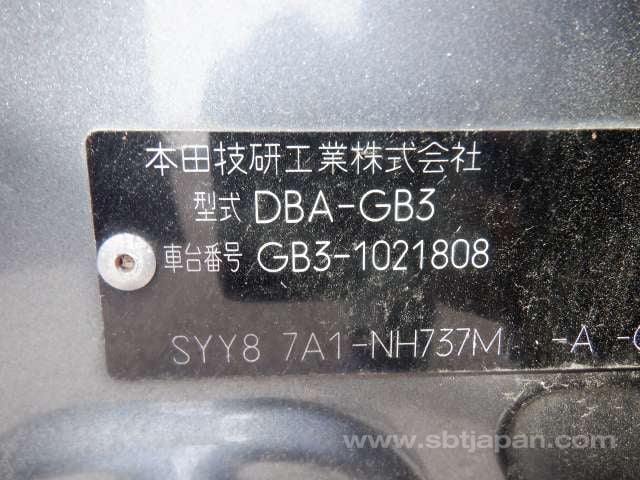 本田技研工業株式会社
型式 DBA-GB3
車台番号 GB3-1021808
SYY8 7A1-NH737M -A -
www.sbtjapan.com